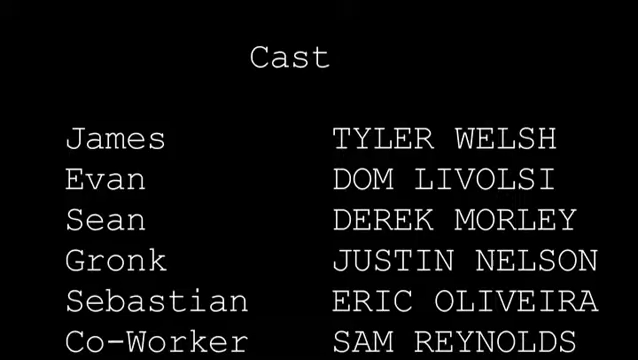 Cast
James TYLER WELSH
Evan DOM LIVOLSI
Sean DEREK MORLEY
Gronk JUSTIN NELSON
Sebastian ERIC OLIVEIRA
Co-Worker SAM REYNOLDS